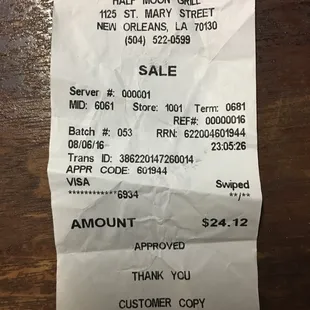 HALF MOON GRILL
1125 ST. MARY STREET
NEW ORLEANS, LA 70130
(504) 522-0599
SALE
Server #: 000001
MID: 6061 Store: 1001 Term: 0681
REF#: 00000016
Batch #: 053 RRN: 622004601944
08/06/16 23:05:26
Trans ID: 386220147260014
APPR CODE: 601944
VISA Swiped
************6934 **/**
AMOUNT $24.12
APPROVED
THANK YOU
CUSTOMER COPY